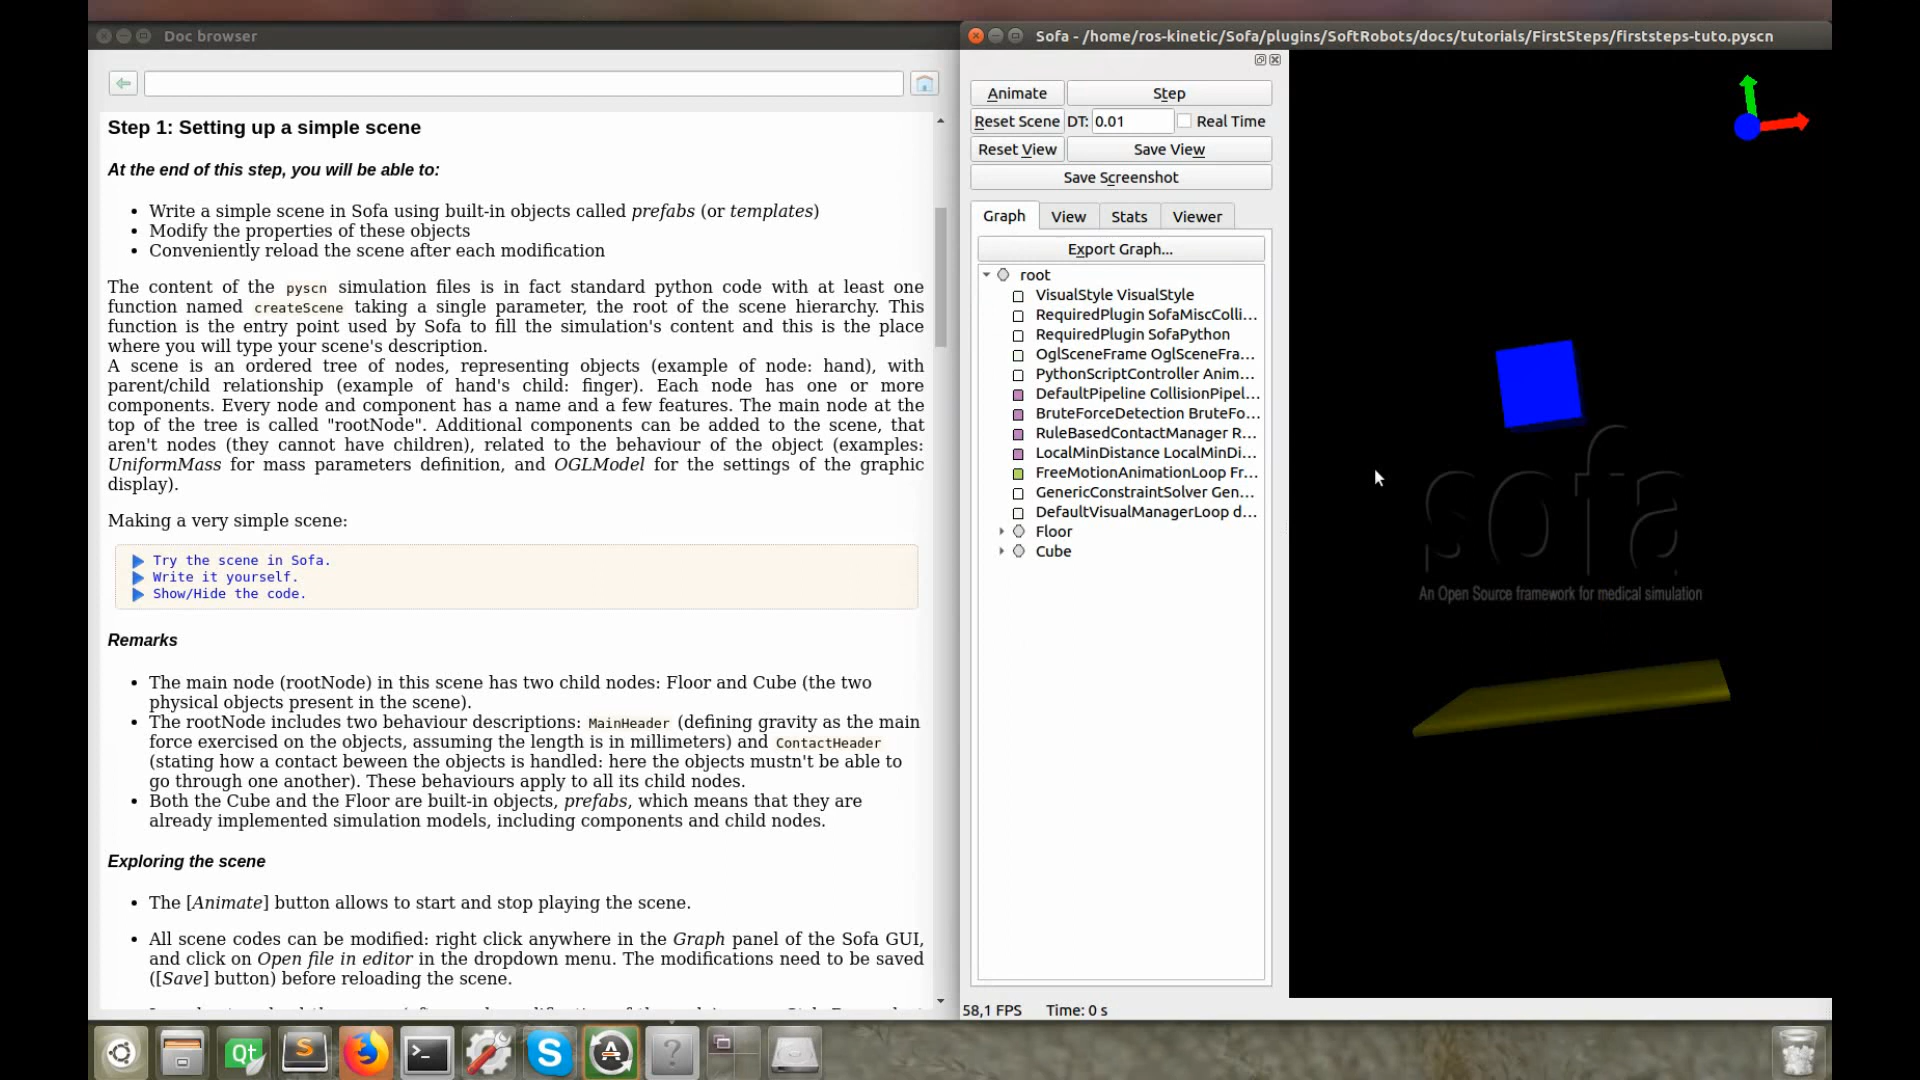 Doc browser
Step 1: Setting up a simple scene
At the end of this step, you will be able to:
• Write a simple scene in Sofa using built-in objects called prefabs (or templates)
• Modify the properties of these objects
• Conveniently reload the scene after each modification
The content of the pyscn simulation files is in fact standard python code with at least one
function named createScene taking a single parameter, the root of the scene hierarchy. This
function is the entry point used by Sofa to fill the simulation's content and this is the place
where you will type your scene's description.
A scene is an ordered tree of nodes, representing objects (example of node: hand), with
parent/child relationship (example of hand's child: finger). Each node has one or more
components. Every node and component has a name and a few features. The main node at the
top of the tree is called "rootNode". Additional components can be added to the scene, that
aren't nodes (they cannot have children), related to the behaviour of the object (examples:
UniformMass for mass parameters definition, and OGLModel for the settings of the graphic
display).
Making a very simple scene:
Try the scene in Sofa.
Write it yourself.
Show/Hide the code.
Remarks
• The main node (rootNode) in this scene has two child nodes: Floor and Cube (the two
physical objects present in the scene).
• The rootNode includes two behaviour descriptions: MainHeader (defining gravity as the main
force exercised on the objects, assuming the length is in millimeters) and ContactHeader
(stating how a contact beween the objects is handled: here the objects mustn't be able to
go through one another). These behaviours apply to all its child nodes.
• Both the Cube and the Floor are built-in objects, prefabs, which means that they are
already implemented simulation models, including components and child nodes.
Exploring the scene
• The [Animate] button allows to start and stop playing the scene.
• All scene codes can be modified: right click anywhere in the Graph panel of the Sofa GUI,
and click on Open file in editor in the dropdown menu. The modifications need to be saved
([Save] button) before reloading the scene.
Sofa - /home/ros-kinetic/Sofa/plugins/SoftRobots/docs/tutorials/FirstSteps/firststeps-tuto.pyscn
Animate Step
Reset Scene DT: 0.01 Real Time
Reset View Save View
Save Screenshot
Graph View Stats Viewer
Export Graph...
root
VisualStyle VisualStyle
RequiredPlugin SofaMiscColli...
RequiredPlugin SofaPython
OglSceneFrame OglSceneFra...
PythonScriptController Anim...
DefaultPipeline CollisionPipel...
BruteForceDetection BruteFo...
RuleBasedContactManager R...
LocalMinDistance LocalMinDi...
FreeMotionAnimationLoop Fr...
GenericConstraintSolver Gen...
DefaultVisualManagerLoop d...
Floor
Cube
58,1 FPS Time: 0 s
sofa
An Open Source framework for medical simulation